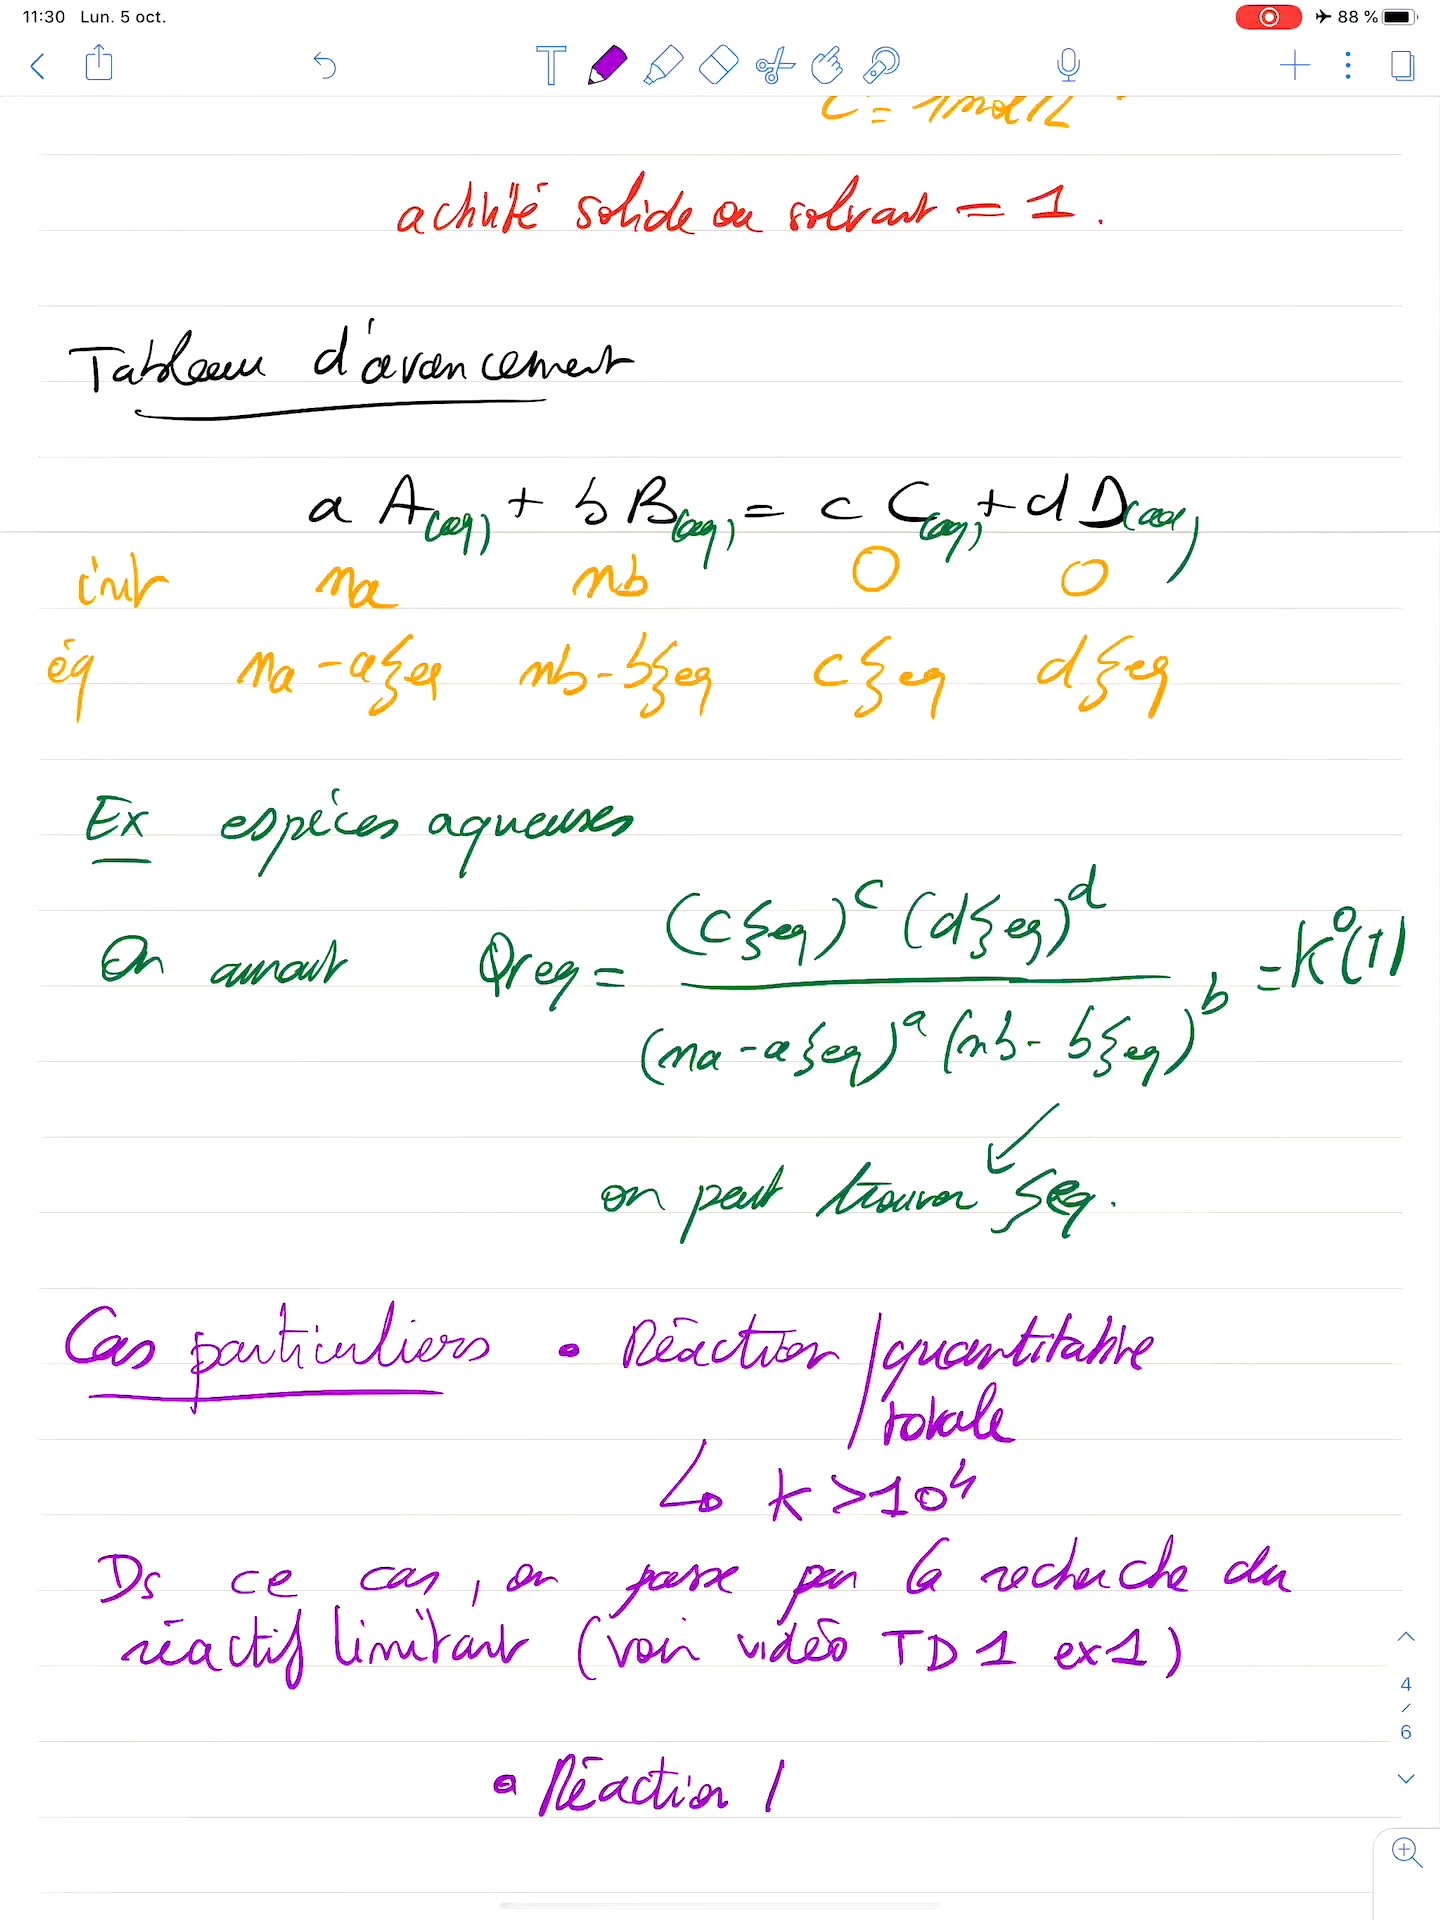 11:30 Lun. 5 oct.
88 %
C = 1 mol/L
activité solide ou solvant = 1.
Tableau d'avancement
a A(aq) + b B(aq) = c C(aq) + d D(aq)
init na nb 0 0
éq na - aξeq nb - bξeq cξeq dξeq
Ex espèces aqueuses
On aurait Qreq = (cξeq)^c (dξeq)^d / (na - aξeq)^a (nb - bξeq)^b = K°(T)
on peut trouver ξeq.
Cas particuliers • Réaction / quantitative
totale
↳ K > 10^4
Ds ce cas, on passe par la recherche du
réactif limitant (voir vidéo TD1 ex1)
4
/
6
• Réaction /